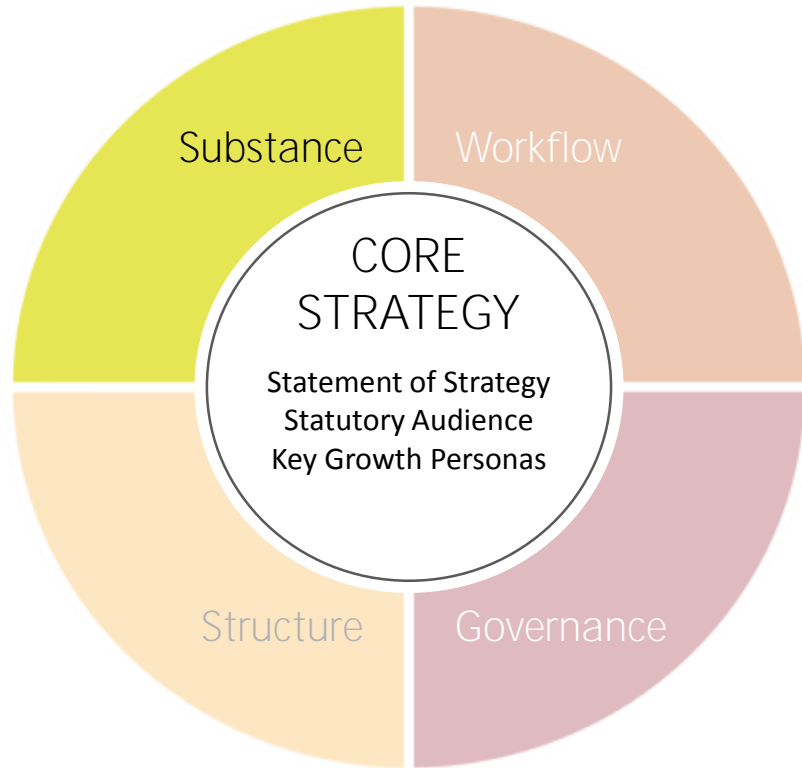 Substance
Workflow
CORE
STRATEGY
Statement of Strategy
Statutory Audience
Key Growth Personas
Structure
Governance